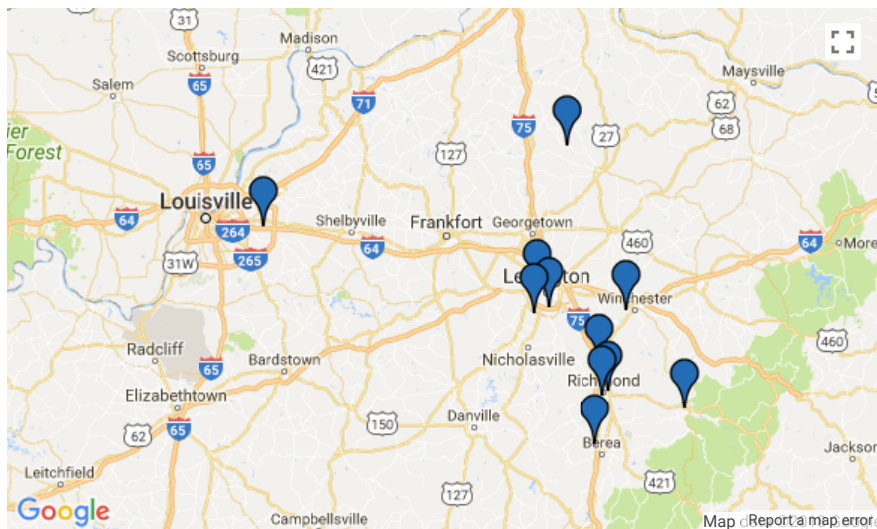 31
Scottsburg
Madison
421
Salem
65
71
Maysville
62
27
68
75
127
ier
Forest
65
Louisville
64
264
265
31W
Shelbyville
64
Frankfort
Georgetown
460
64
More
Winchester
75
Nicholasville
460
Radcliff
Bardstown
65
Richmond
Elizabethtown
62
65
150
Danville
Berea
Jackson
Leitchfield
127
421
Google
Campbellsville
Map
Report a map error